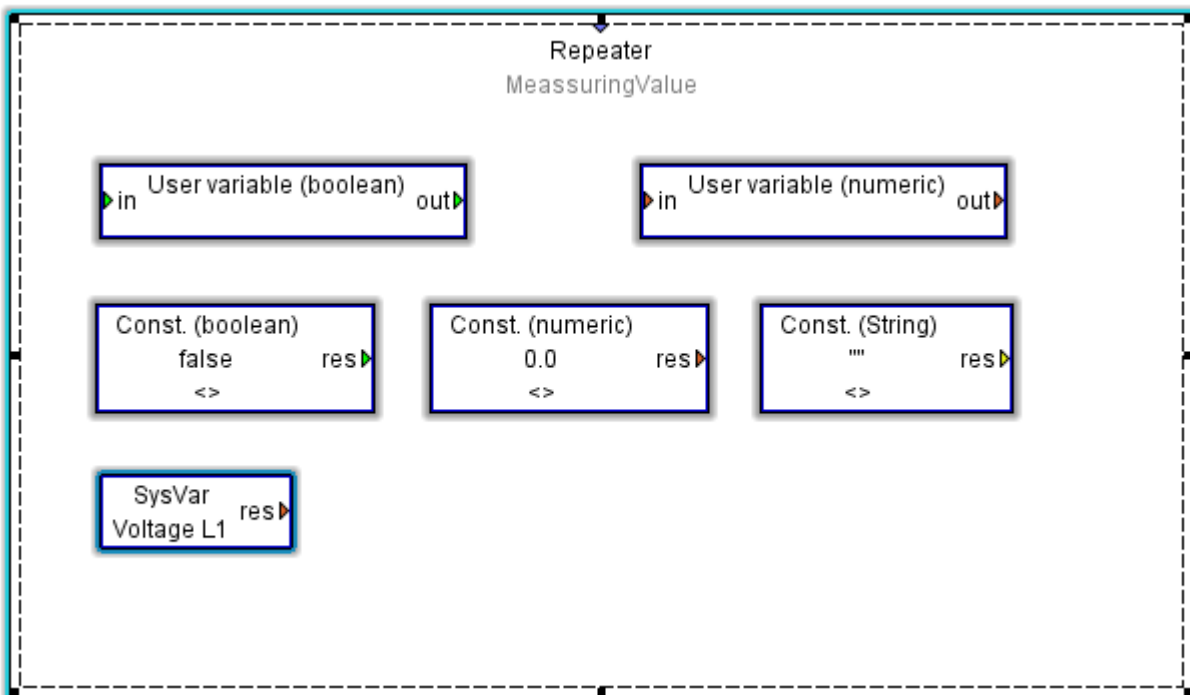 Repeater
MeassuringValue
in User variable (boolean) out
in User variable (numeric) out
Const. (boolean)
false res
<>
Const. (numeric)
0.0 res
<>
Const. (String)
"" res
<>
SysVar
Voltage L1 res